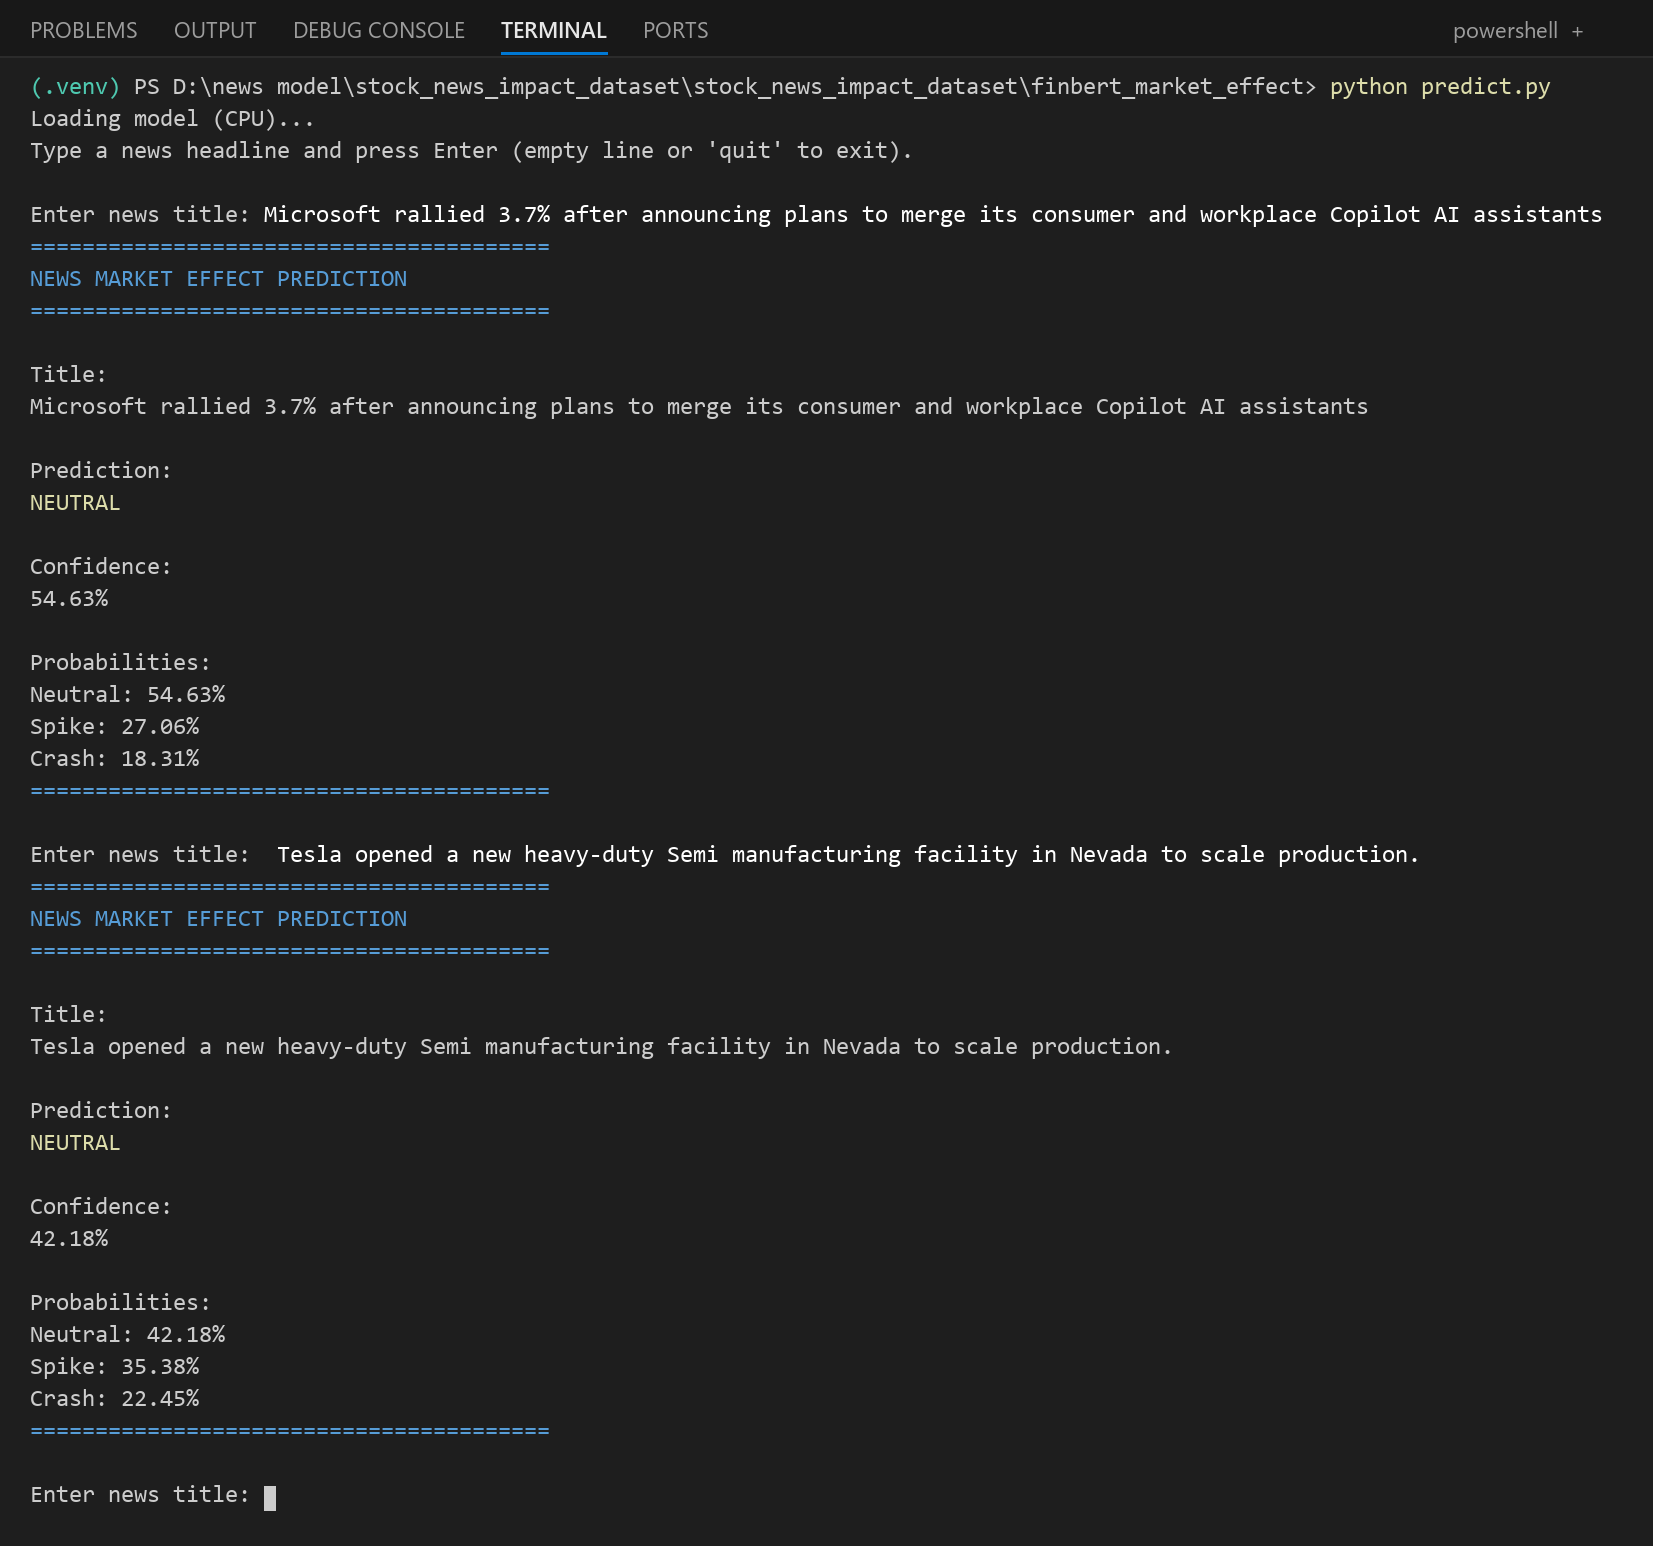 PROBLEMS OUTPUT DEBUG CONSOLE TERMINAL PORTS powershell +
(.venv) PS D:\news model\stock_news_impact_dataset\stock_news_impact_dataset\finbert_market_effect> python predict.py
Loading model (CPU)...
Type a news headline and press Enter (empty line or 'quit' to exit).
Enter news title: Microsoft rallied 3.7% after announcing plans to merge its consumer and workplace Copilot AI assistants
========================================
NEWS MARKET EFFECT PREDICTION
========================================
Title:
Microsoft rallied 3.7% after announcing plans to merge its consumer and workplace Copilot AI assistants
Prediction:
NEUTRAL
Confidence:
54.63%
Probabilities:
Neutral: 54.63%
Spike: 27.06%
Crash: 18.31%
========================================
Enter news title:  Tesla opened a new heavy-duty Semi manufacturing facility in Nevada to scale production.
========================================
NEWS MARKET EFFECT PREDICTION
========================================
Title:
Tesla opened a new heavy-duty Semi manufacturing facility in Nevada to scale production.
Prediction:
NEUTRAL
Confidence:
42.18%
Probabilities:
Neutral: 42.18%
Spike: 35.38%
Crash: 22.45%
========================================
Enter news title: